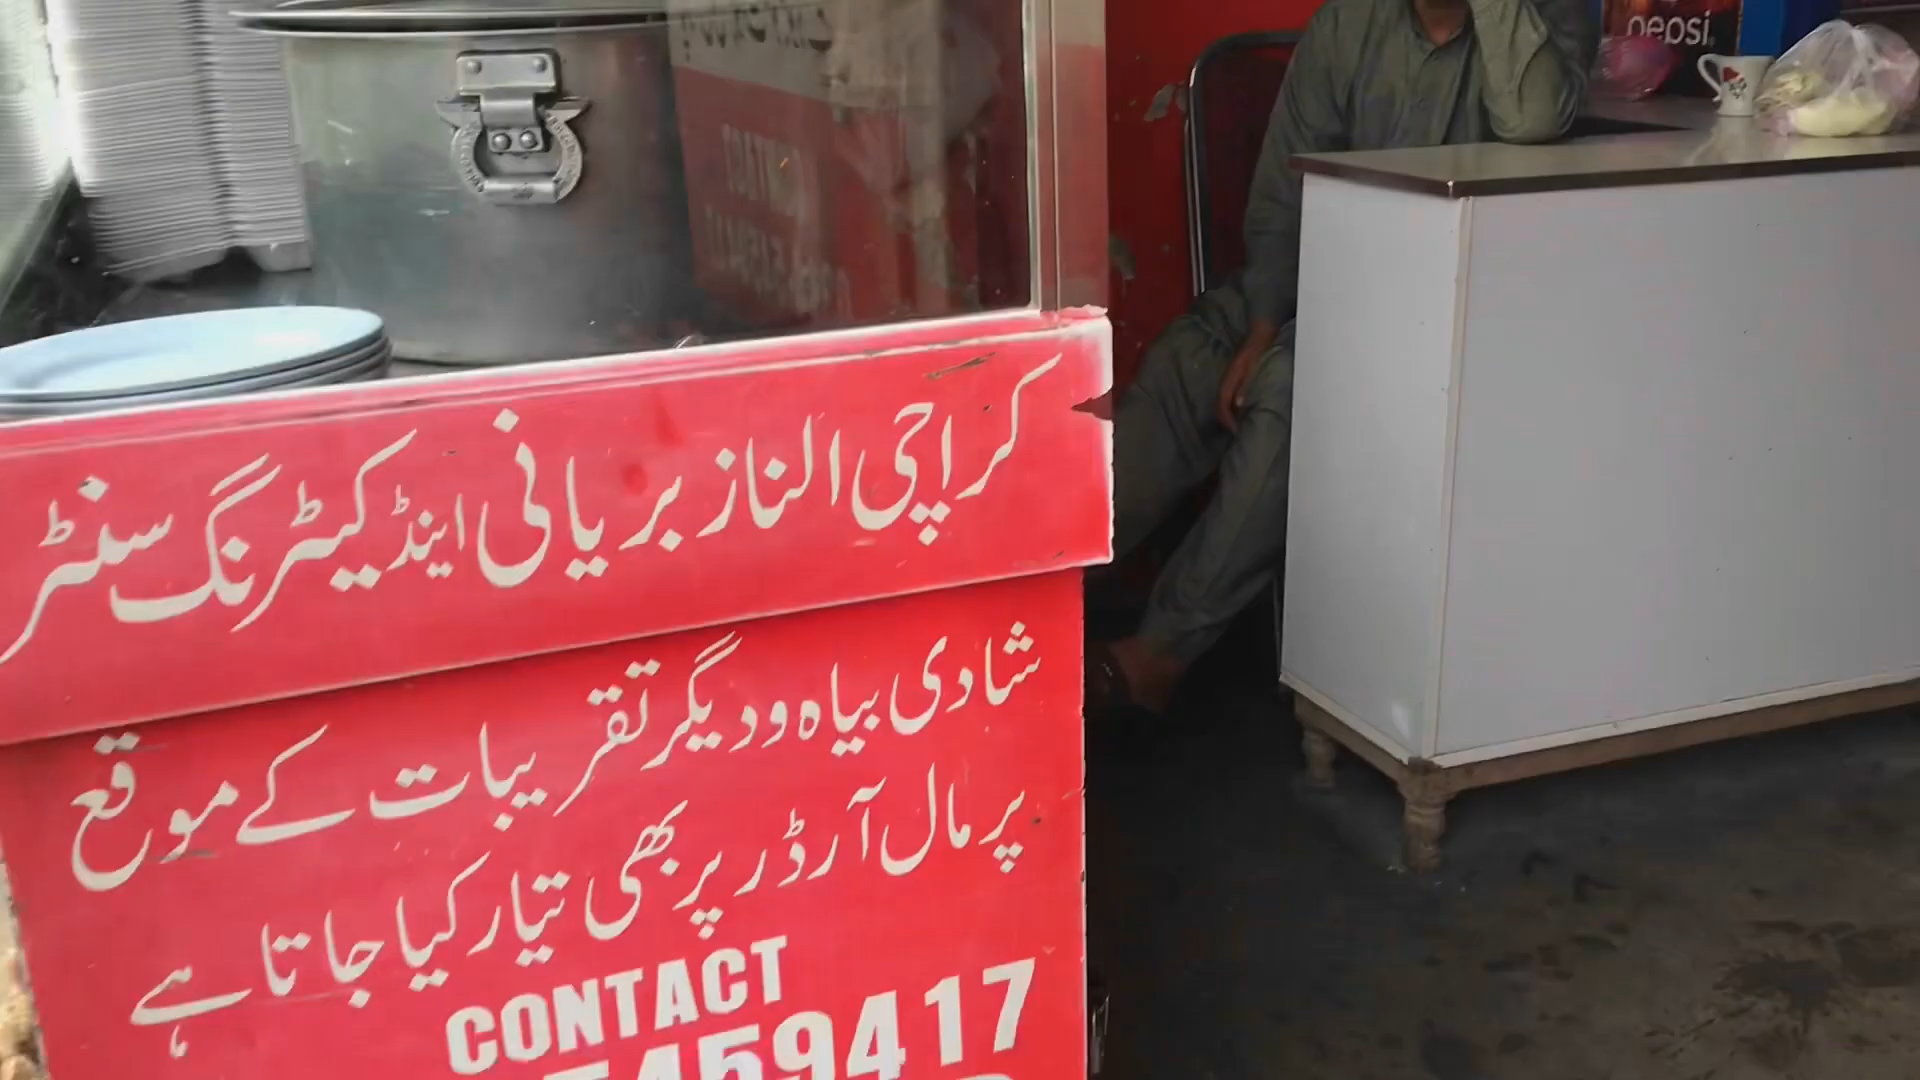 pepsi
کراچی الناز بریانی اینڈ کیٹرنگ سنٹر
شادی بیاہ و دیگر تقریبات کے موقع
پر مال آرڈر پر بھی تیار کیا جاتا ہے
CONTACT
5459417